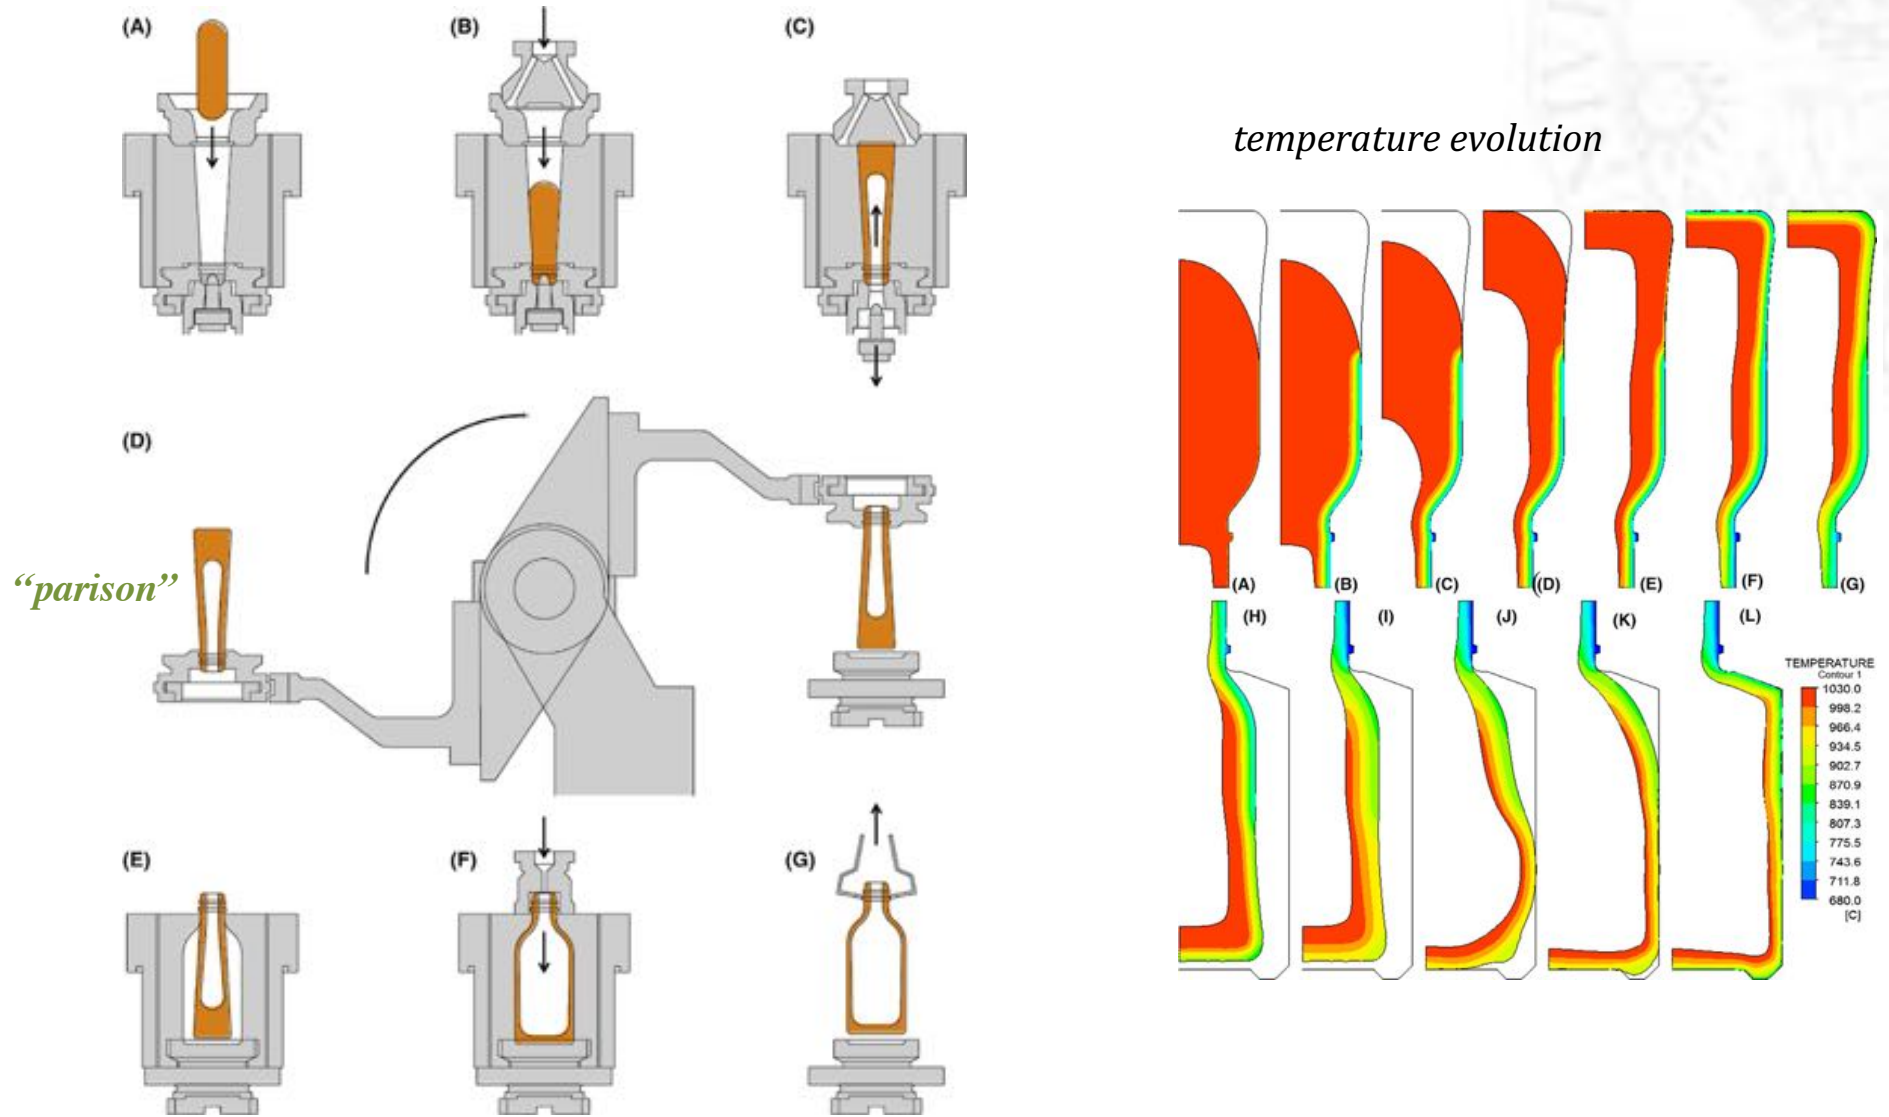 (A)
(B)
(C)
temperature evolution
(D)
“parison”
(A)
(B)
(C)
(D
(E)
(F)
(G)
(H)
(I)
(J)
(K)
(L)
TEMPERATURE
Contour 1
1030.0
998.2
966.4
934.5
902.7
870.9
839.1
807.3
775.5
743.6
711.8
680.0
[C]
(E)
(F)
(G)